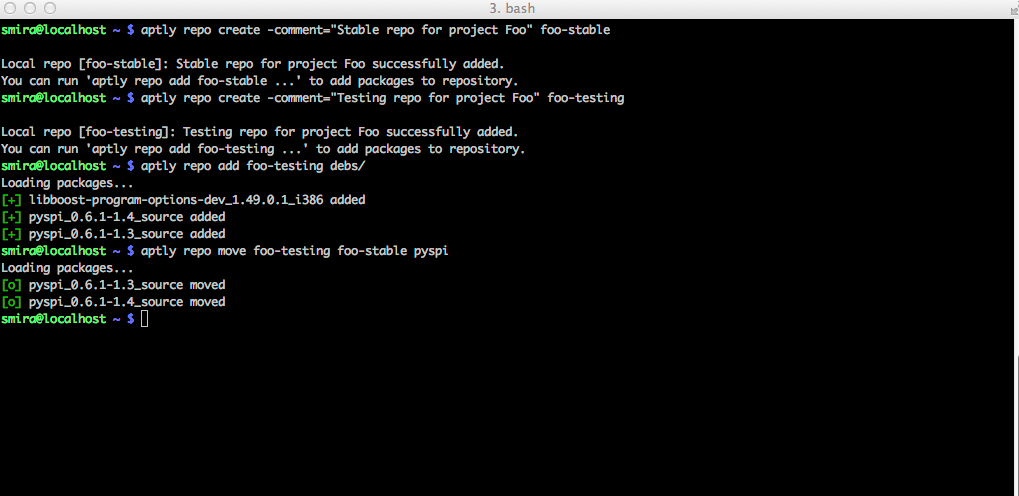 3. bash
smira@localhost ~ $ aptly repo create -comment="Stable repo for project Foo" foo-stable
Local repo [foo-stable]: Stable repo for project Foo successfully added.
You can run 'aptly repo add foo-stable ...' to add packages to repository.
smira@localhost ~ $ aptly repo create -comment="Testing repo for project Foo" foo-testing
Local repo [foo-testing]: Testing repo for project Foo successfully added.
You can run 'aptly repo add foo-testing ...' to add packages to repository.
smira@localhost ~ $ aptly repo add foo-testing debs/
Loading packages...
[+] libboost-program-options-dev_1.49.0.1_i386 added
[+] pyspi_0.6.1-1.4_source added
[+] pyspi_0.6.1-1.3_source added
smira@localhost ~ $ aptly repo move foo-testing foo-stable pyspi
Loading packages...
[o] pyspi_0.6.1-1.3_source moved
[o] pyspi_0.6.1-1.4_source moved
smira@localhost ~ $